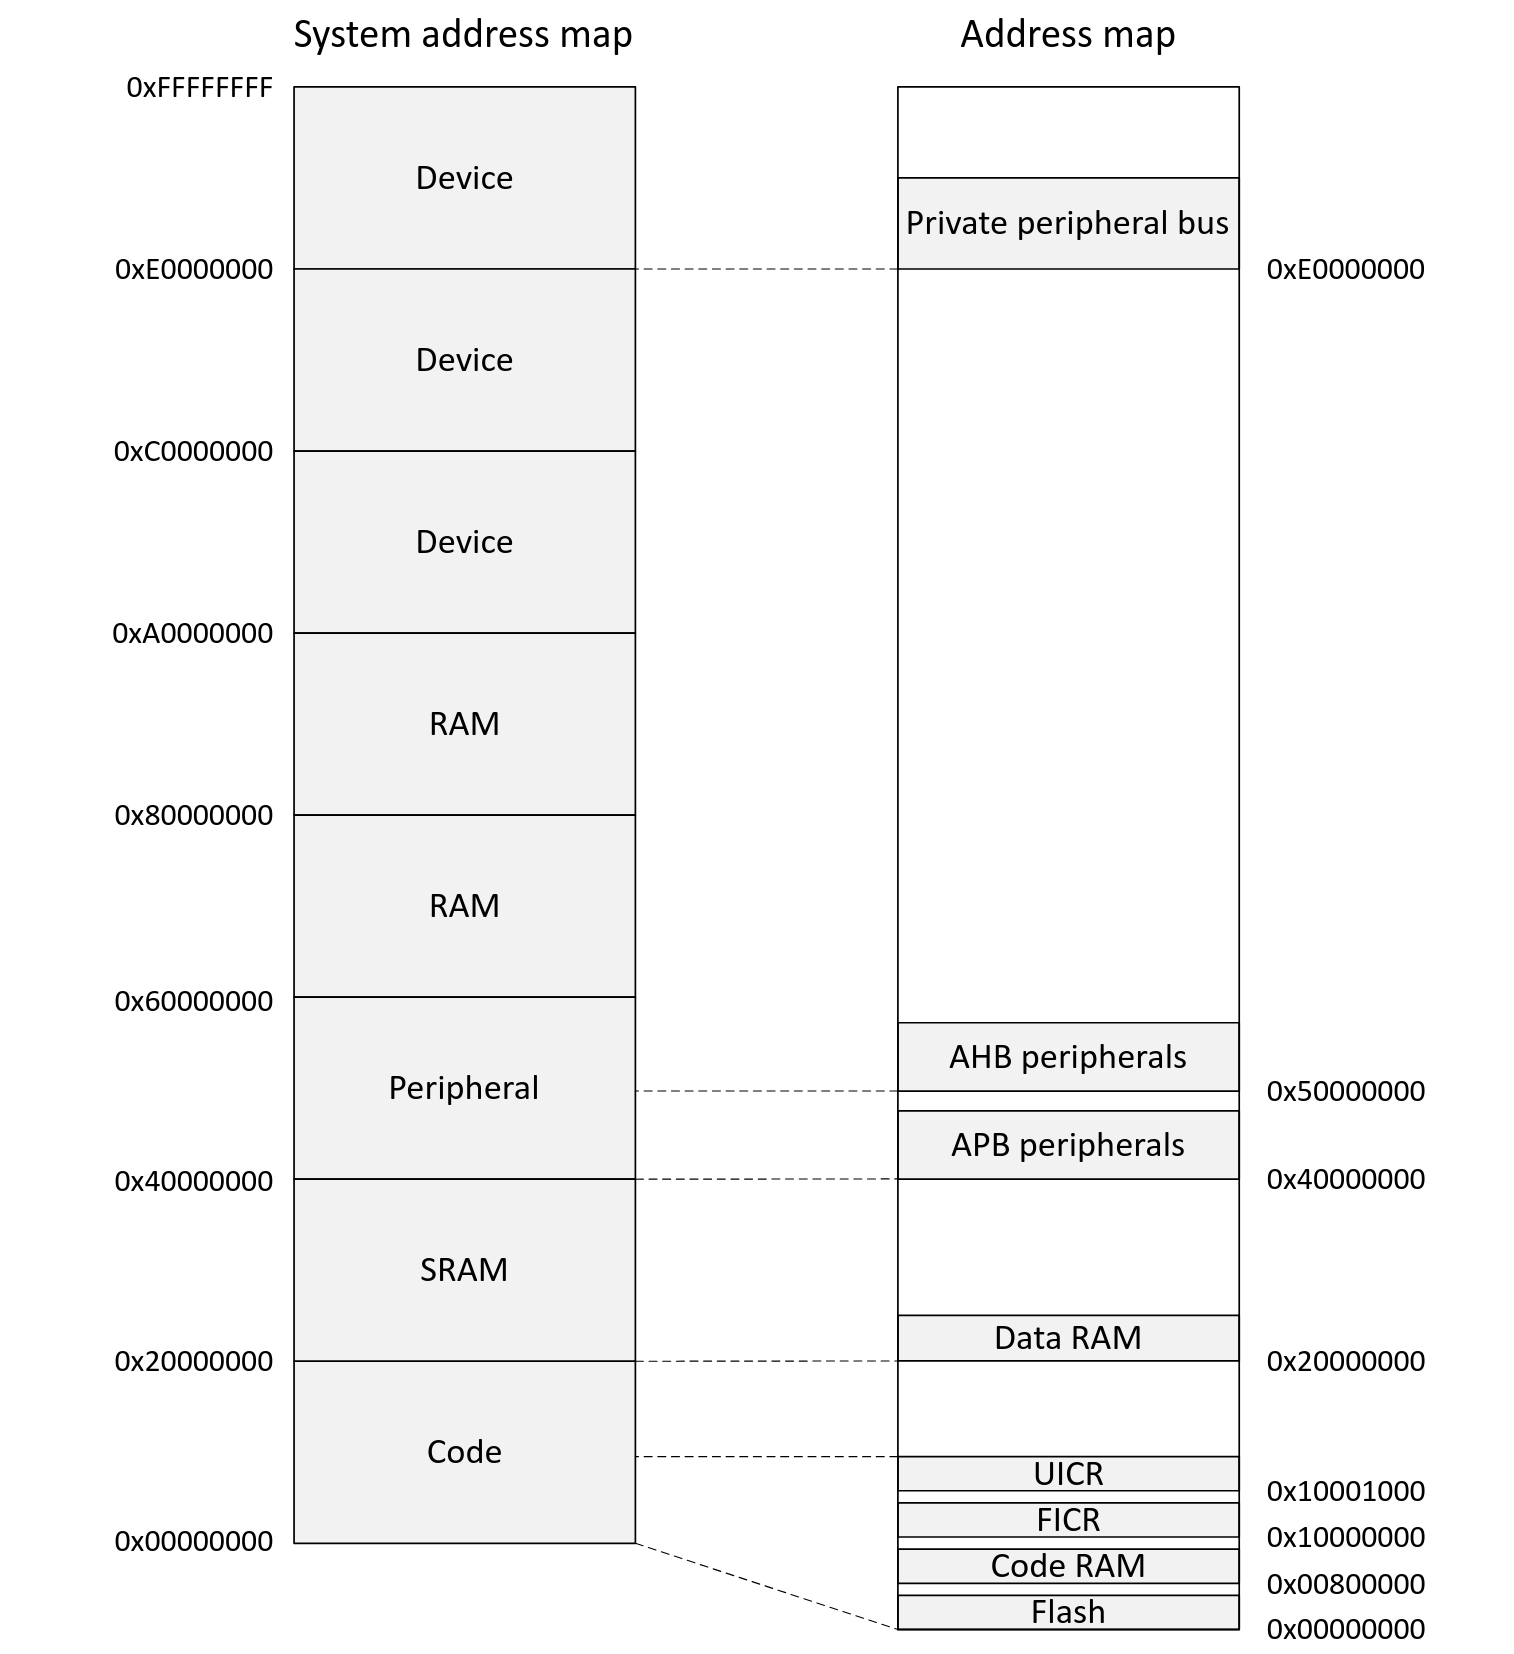 System address map
0xFFFFFFFF
Device
0xE0000000
Device
0xC0000000
Device
0xA0000000
RAM
0x80000000
RAM
0x60000000
Peripheral
0x40000000
SRAM
0x20000000
Code
0x00000000
Address map
Private peripheral bus
0xE0000000
AHB peripherals
0x50000000
APB peripherals
0x40000000
Data RAM
0x20000000
UICR
0x10001000
FICR
0x10000000
Code RAM
0x00800000
Flash
0x00000000